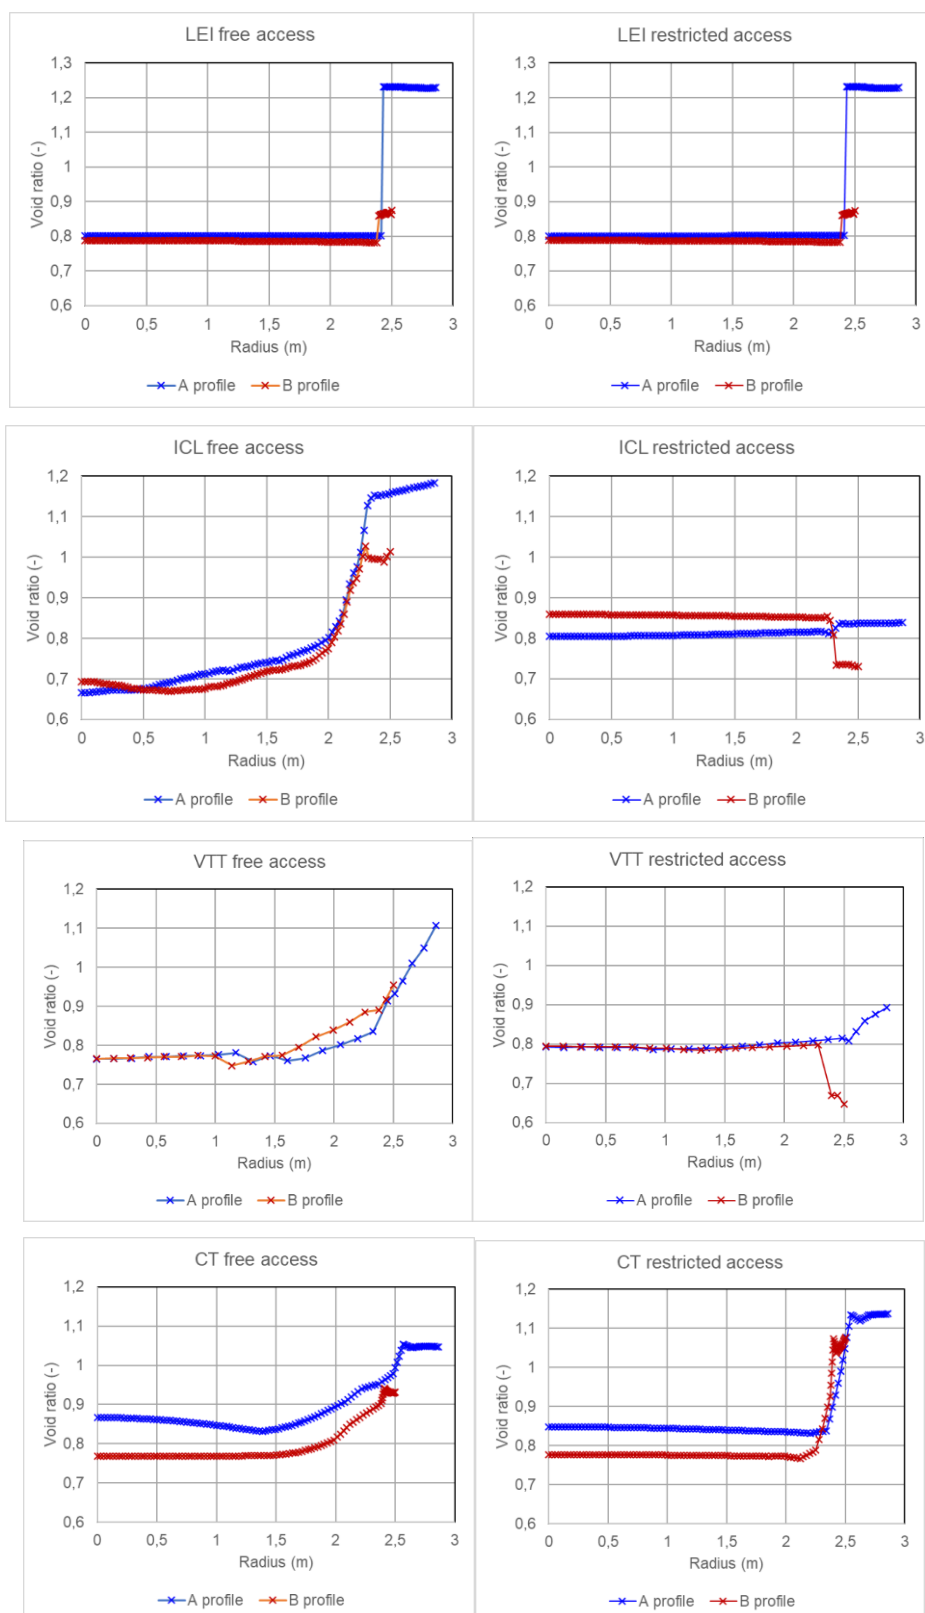 LEI free access
1,3
1,2
1,1
1
0,9
0,8
0,7
0,6
Void ratio (-)
0 0,5 1 1,5 2 2,5 3
Radius (m)
A profile B profile
LEI restricted access
1,3
1,2
1,1
1
0,9
0,8
0,7
0,6
Void ratio (-)
0 0,5 1 1,5 2 2,5 3
Radius (m)
A profile B profile
ICL free access
1,2
1,1
1
0,9
0,8
0,7
0,6
Void ratio (-)
0 0,5 1 1,5 2 2,5 3
Radius (m)
A profile B profile
ICL restricted access
1,2
1,1
1
0,9
0,8
0,7
0,6
Void ratio (-)
0 0,5 1 1,5 2 2,5 3
Radius (m)
A profile B profile
VTT free access
1,2
1,1
1
0,9
0,8
0,7
0,6
Void ratio (-)
0 0,5 1 1,5 2 2,5 3
Radius (m)
A profile B profile
VTT restricted access
1,2
1,1
1
0,9
0,8
0,7
0,6
Void ratio (-)
0 0,5 1 1,5 2 2,5 3
Radius (m)
A profile B profile
CT free access
1,2
1,1
1
0,9
0,8
0,7
0,6
Void ratio (-)
0 0,5 1 1,5 2 2,5 3
Radius (m)
A profile B profile
CT restricted access
1,2
1,1
1
0,9
0,8
0,7
0,6
Void ratio (-)
0 0,5 1 1,5 2 2,5 3
Radius (m)
A profile B profile